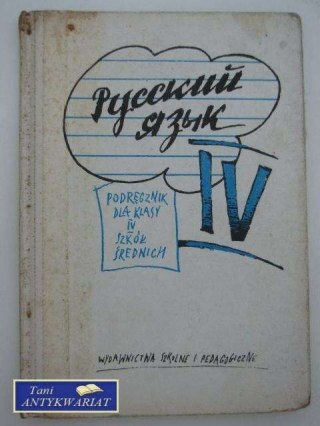 Русский
язык
IV
PODRĘCZNIK
DLA KLASY
IV
SZKÓŁ
ŚREDNICH
WYDAWNICTWA SZKOLNE I PEDAGOGICZNE
Tani
ANTYKWARIAT